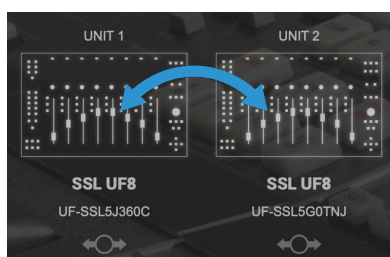 UNIT 1
UNIT 2
SSL UF8
SSL UF8
UF-SSL5J360C
UF-SSL5G0TNJ